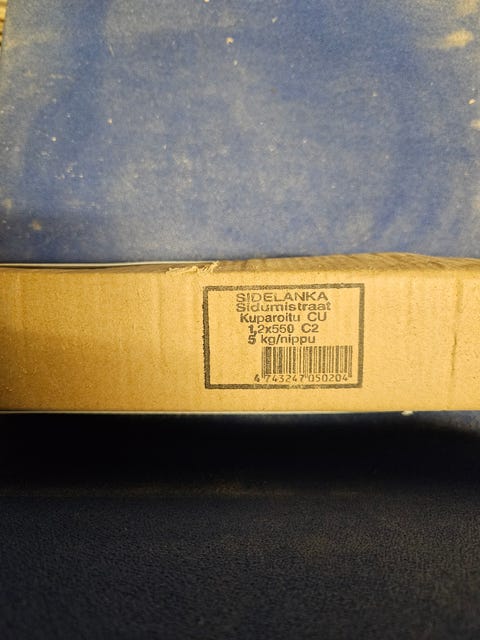 SIDELANKA
Sidumistraat
Kuparoitu CU
1,2x550 C2
5 kg/nippu
4 743247 050204